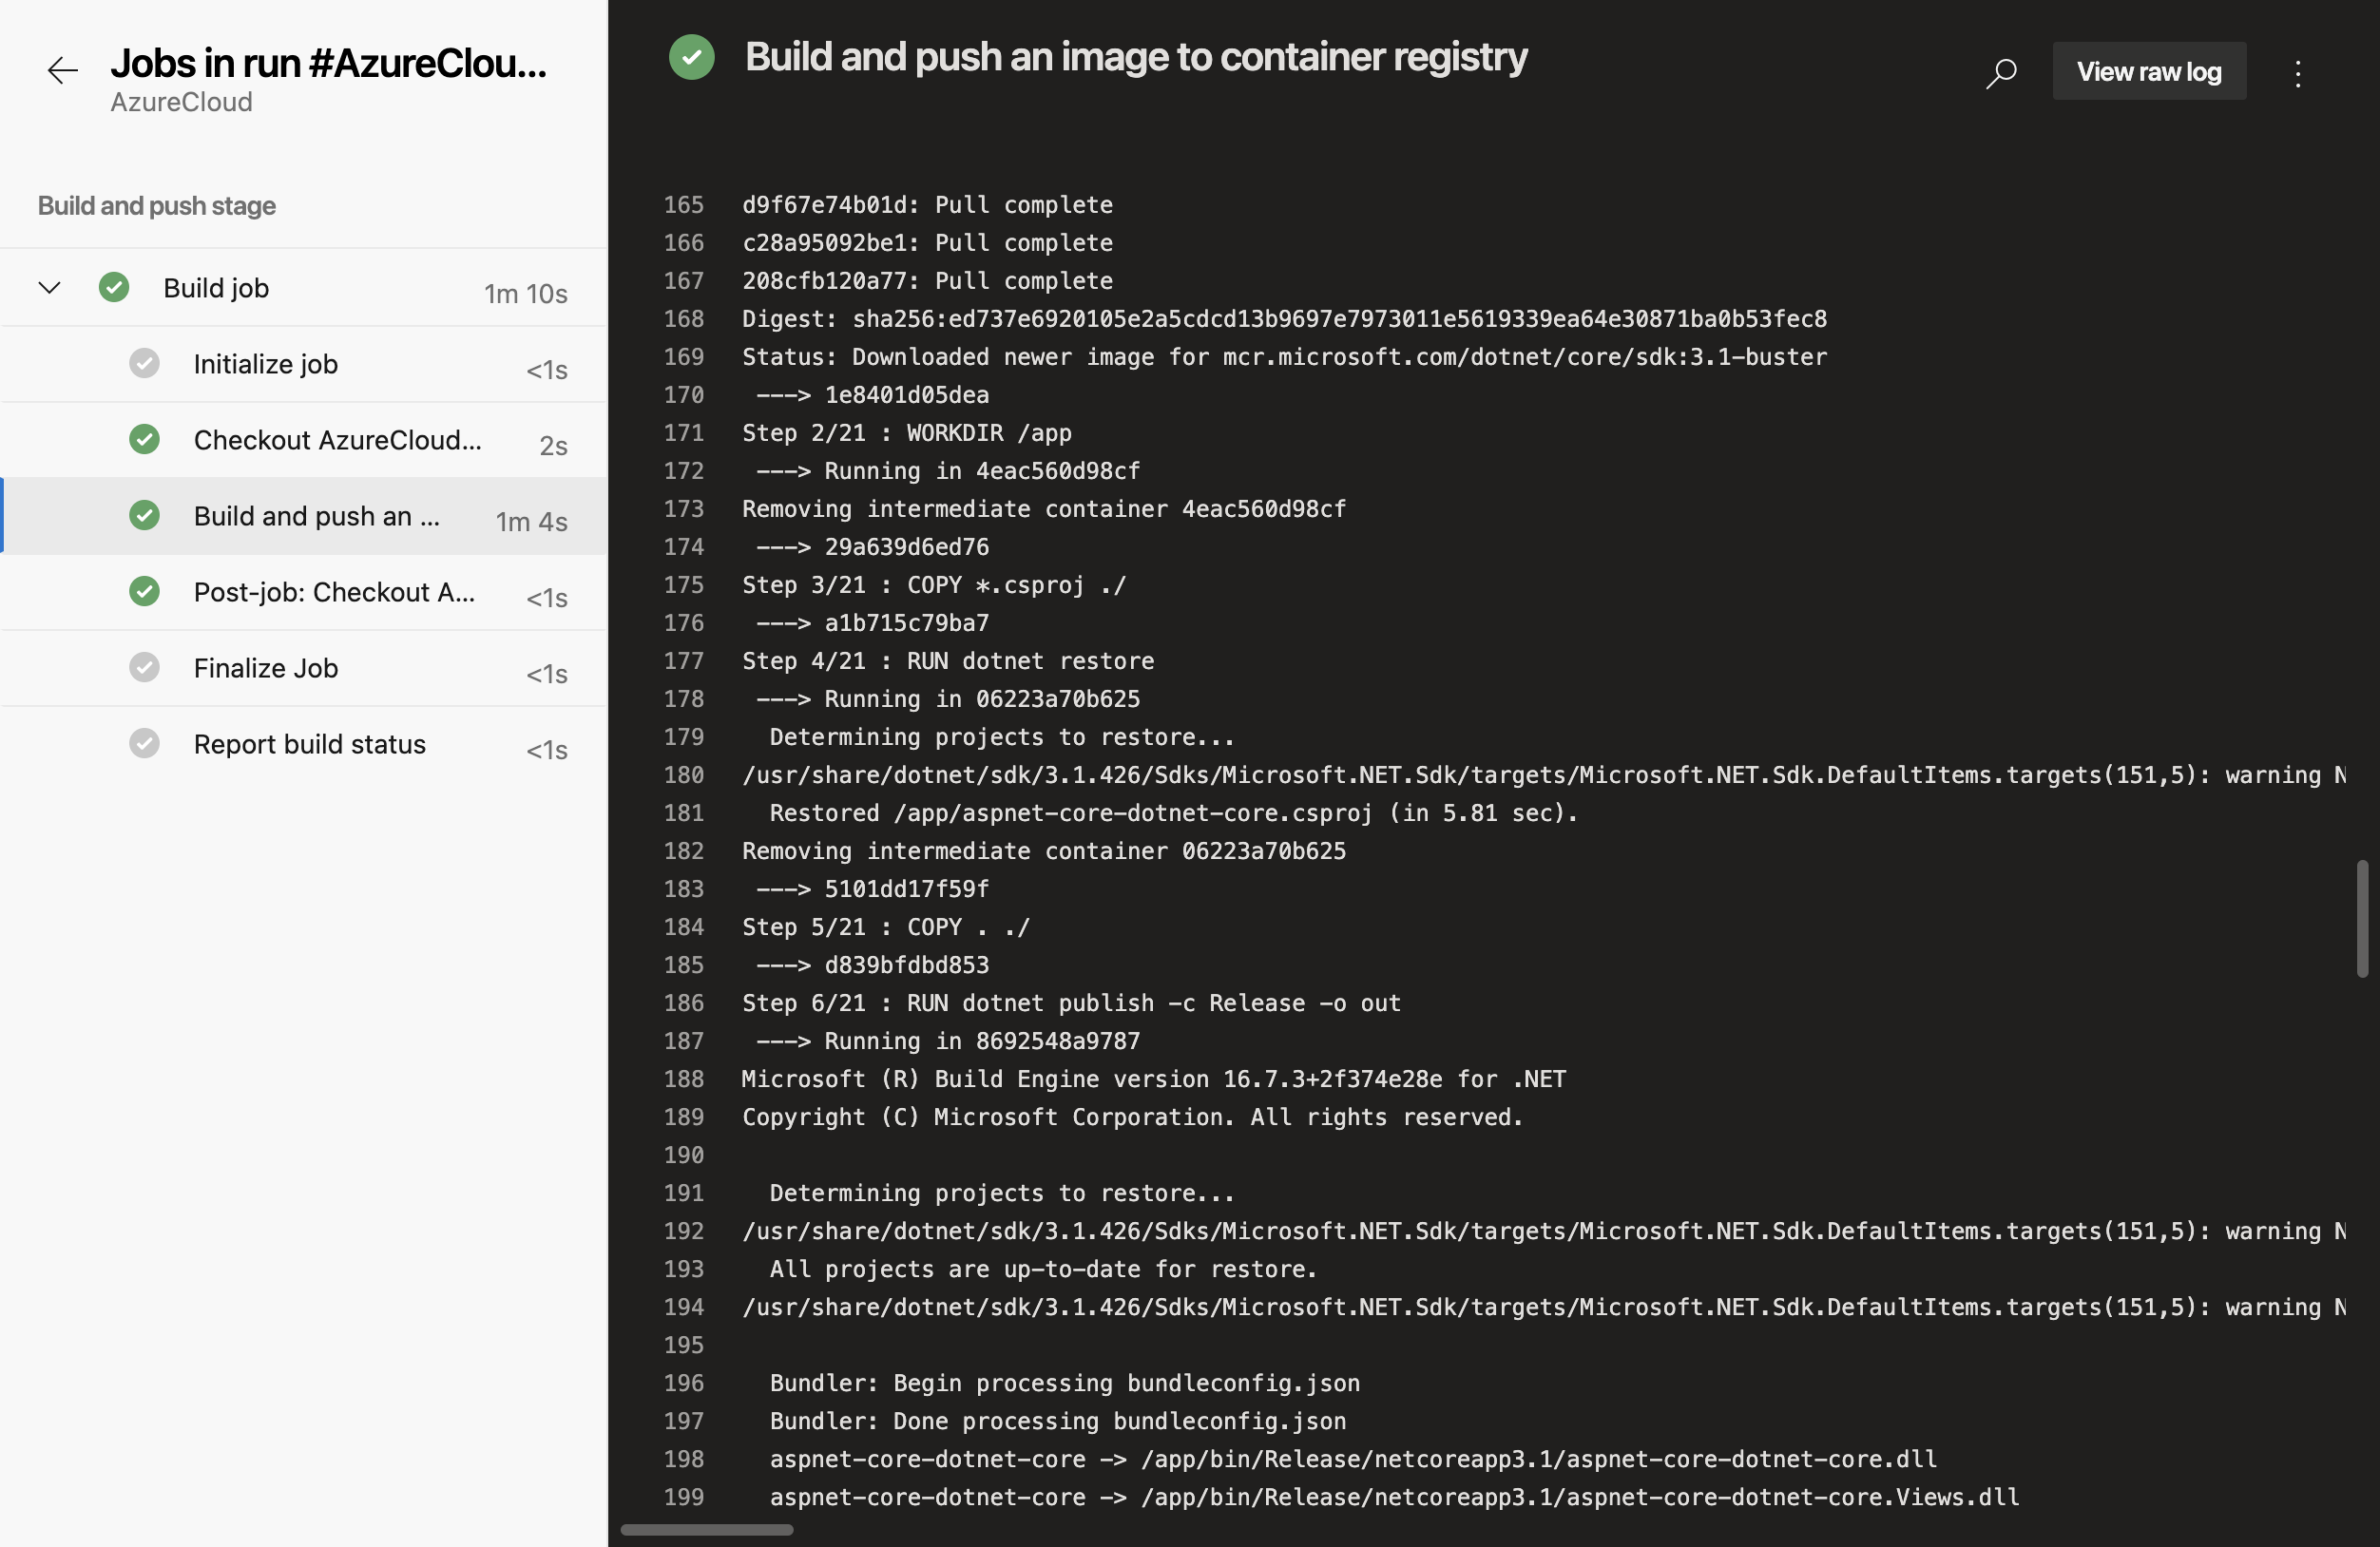 Jobs in run #AzureClou...
AzureCloud
Build and push stage
Build job 1m 10s
Initialize job <1s
Checkout AzureCloud... 2s
Build and push an ... 1m 4s
Post-job: Checkout A... <1s
Finalize Job <1s
Report build status <1s
Build and push an image to container registry
View raw log
165 d9f67e74b01d: Pull complete
166 c28a95092be1: Pull complete
167 208cfb120a77: Pull complete
168 Digest: sha256:ed737e6920105e2a5cdcd13b9697e7973011e5619339ea64e30871ba0b53fec8
169 Status: Downloaded newer image for mcr.microsoft.com/dotnet/core/sdk:3.1-buster
170 ---> 1e8401d05dea
171 Step 2/21 : WORKDIR /app
172 ---> Running in 4eac560d98cf
173 Removing intermediate container 4eac560d98cf
174 ---> 29a639d6ed76
175 Step 3/21 : COPY *.csproj ./
176 ---> a1b715c79ba7
177 Step 4/21 : RUN dotnet restore
178 ---> Running in 06223a70b625
179 Determining projects to restore...
180 /usr/share/dotnet/sdk/3.1.426/Sdks/Microsoft.NET.Sdk/targets/Microsoft.NET.Sdk.DefaultItems.targets(151,5): warning N
181 Restored /app/aspnet-core-dotnet-core.csproj (in 5.81 sec).
182 Removing intermediate container 06223a70b625
183 ---> 5101dd17f59f
184 Step 5/21 : COPY . ./
185 ---> d839bfdbd853
186 Step 6/21 : RUN dotnet publish -c Release -o out
187 ---> Running in 8692548a9787
188 Microsoft (R) Build Engine version 16.7.3+2f374e28e for .NET
189 Copyright (C) Microsoft Corporation. All rights reserved.
190
191 Determining projects to restore...
192 /usr/share/dotnet/sdk/3.1.426/Sdks/Microsoft.NET.Sdk/targets/Microsoft.NET.Sdk.DefaultItems.targets(151,5): warning N
193 All projects are up-to-date for restore.
194 /usr/share/dotnet/sdk/3.1.426/Sdks/Microsoft.NET.Sdk/targets/Microsoft.NET.Sdk.DefaultItems.targets(151,5): warning N
195
196 Bundler: Begin processing bundleconfig.json
197 Bundler: Done processing bundleconfig.json
198 aspnet-core-dotnet-core -> /app/bin/Release/netcoreapp3.1/aspnet-core-dotnet-core.dll
199 aspnet-core-dotnet-core -> /app/bin/Release/netcoreapp3.1/aspnet-core-dotnet-core.Views.dll